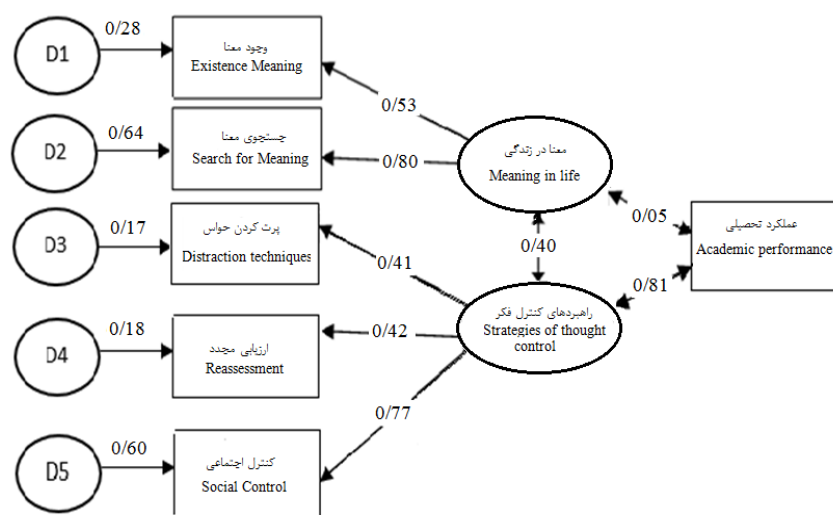 D1
0/28
وجود معنا
Existence Meaning
0/53
D2
0/64
جستجوی معنا
Search for Meaning
0/80
معنا در زندگی
Meaning in life
D3
0/17
پرت کردن حواس
Distraction techniques
0/41
0/40
0/05
عملکرد تحصیلی
Academic performance
0/81
راهبردهای کنترل فکر
Strategies of thought
control
D4
0/18
ارزیابی مجدد
Reassessment
0/42
0/77
D5
0/60
کنترل اجتماعی
Social Control